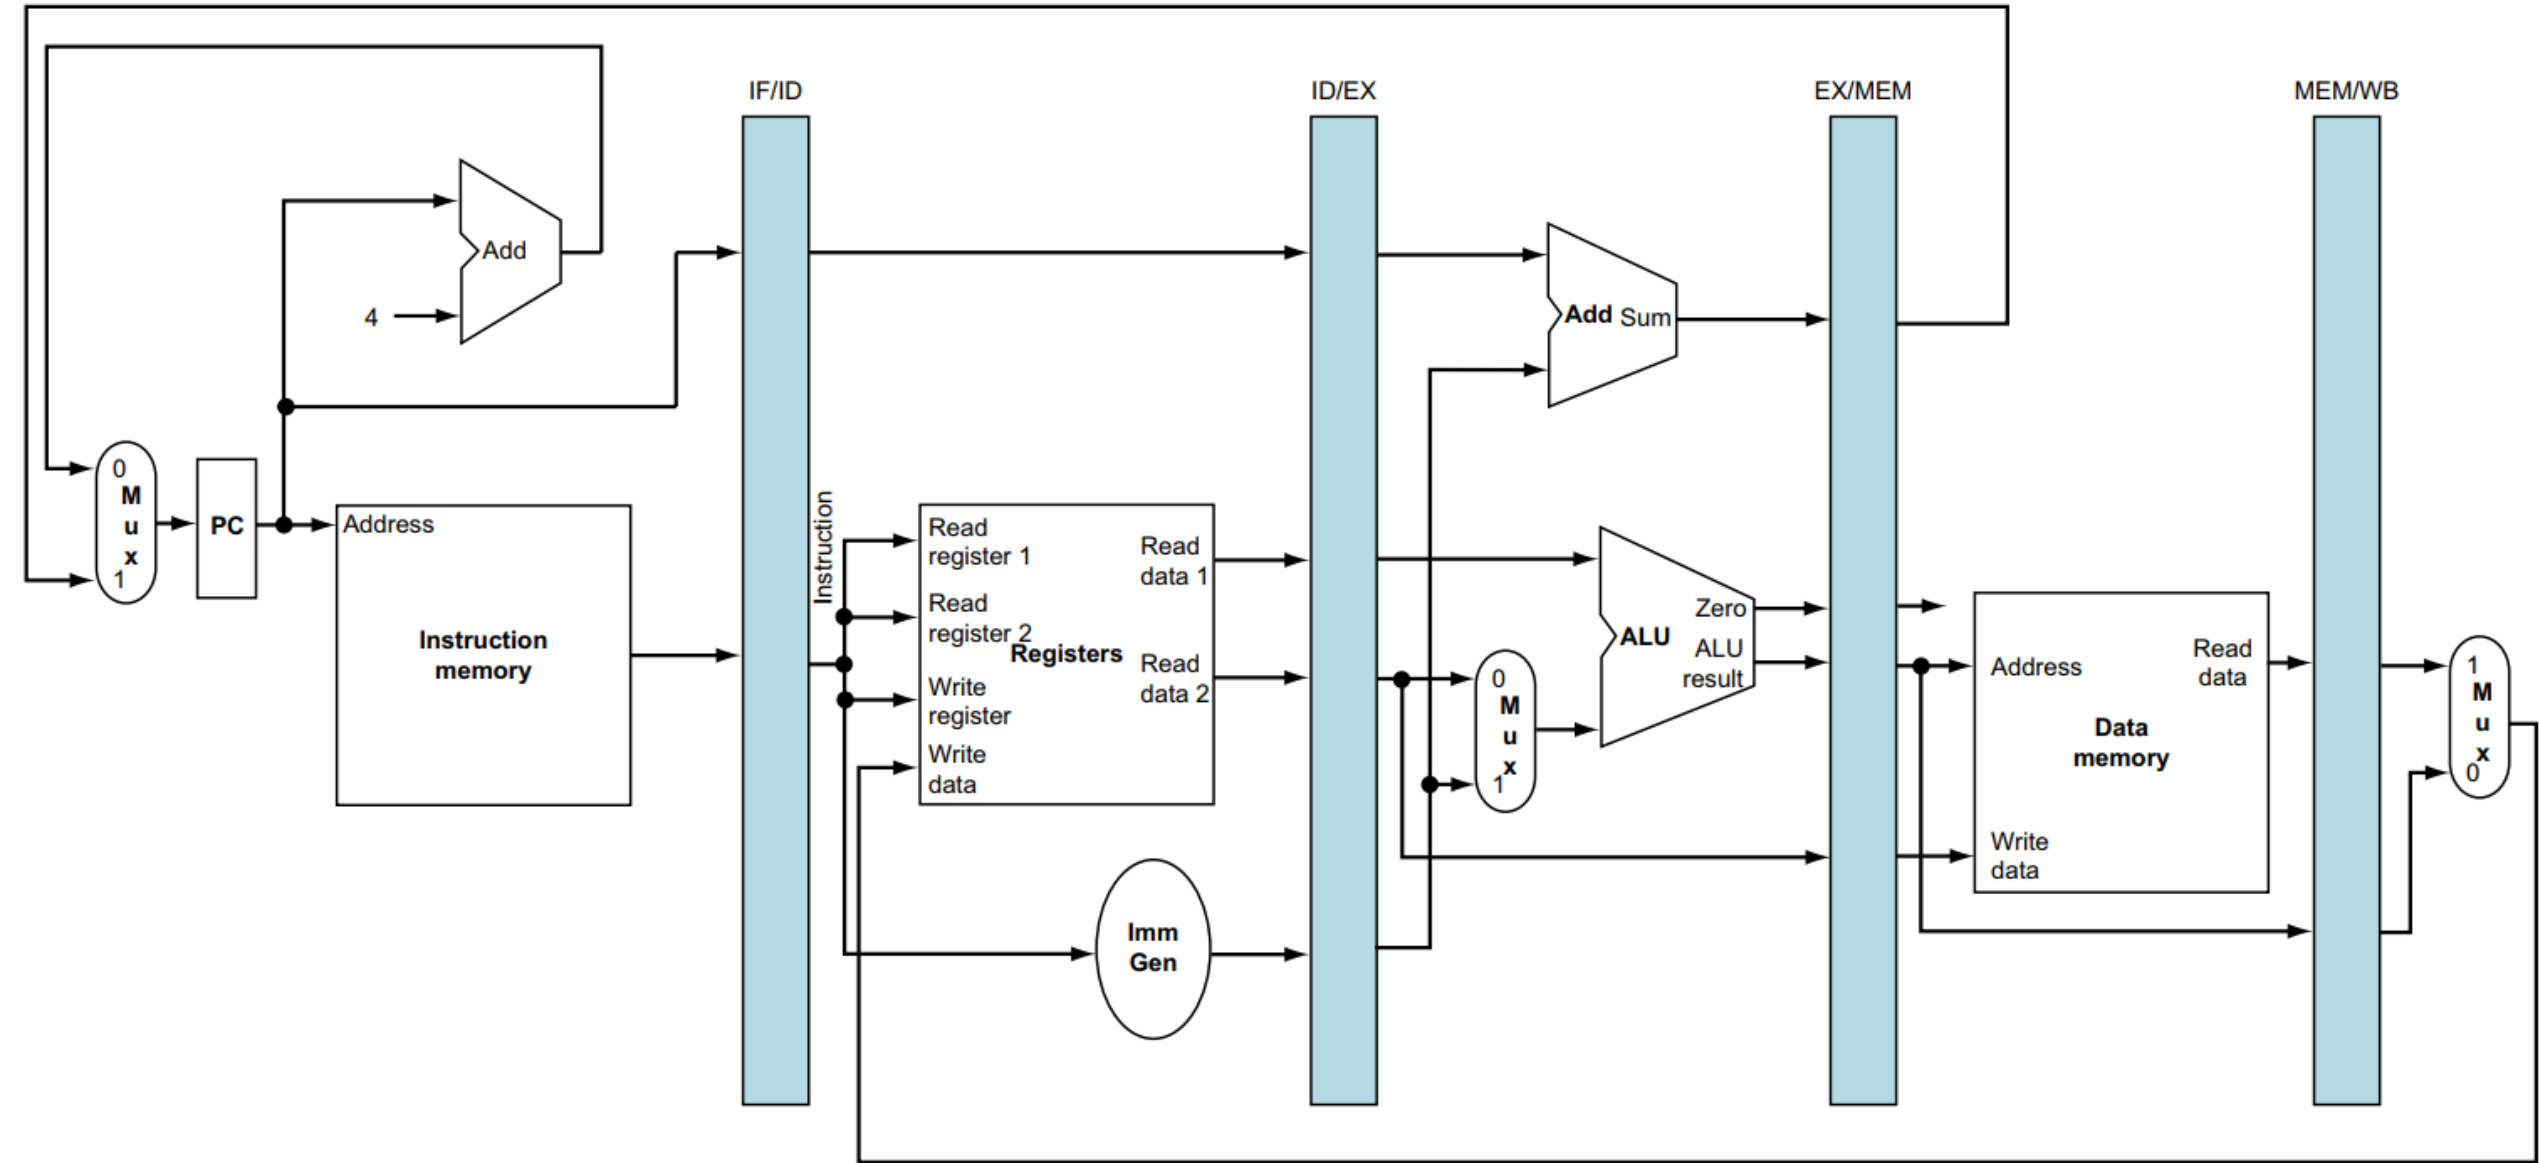 IF/ID
ID/EX
EX/MEM
MEM/WB
Add
4
Add Sum
0
M
u
x
1
PC
Address
Instruction
memory
Instruction
Read
register 1
Read
register 2
Registers
Write
register
Write
data
Read
data 1
Read
data 2
Imm
Gen
0
M
u
x
1
Zero
ALU
ALU
result
Address
Read
data
Data
memory
Write
data
1
M
u
x
0